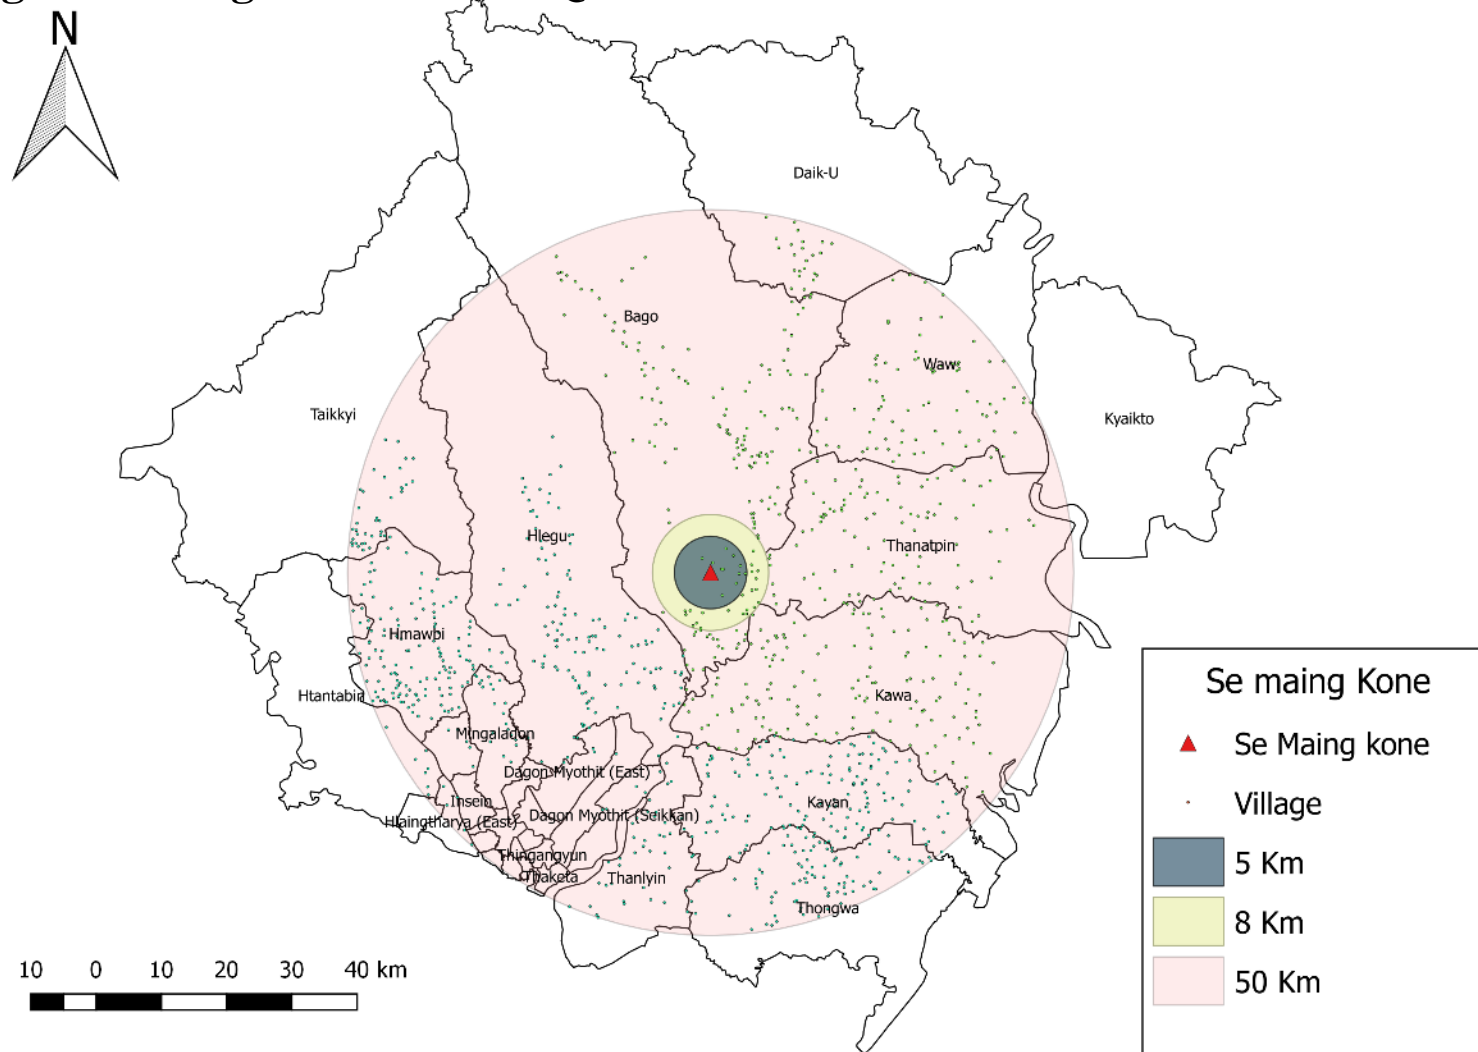 N
Daik-U
Bago
Waw
Taikkyi
Kyaikto
Hlegu
Thanatpin
Hmawbi
Htantabin
Kawa
Mingaladon
Dagon Myothit (East)
Insein
Kayan
Dagon Myothit (Seikkan)
Hlaingtharya (East)
Thingangyun
Thaketa
Thanlyin
Thongwa
10 0 10 20 30 40 km
Se maing Kone
Se Maing kone
Village
5 Km
8 Km
50 Km